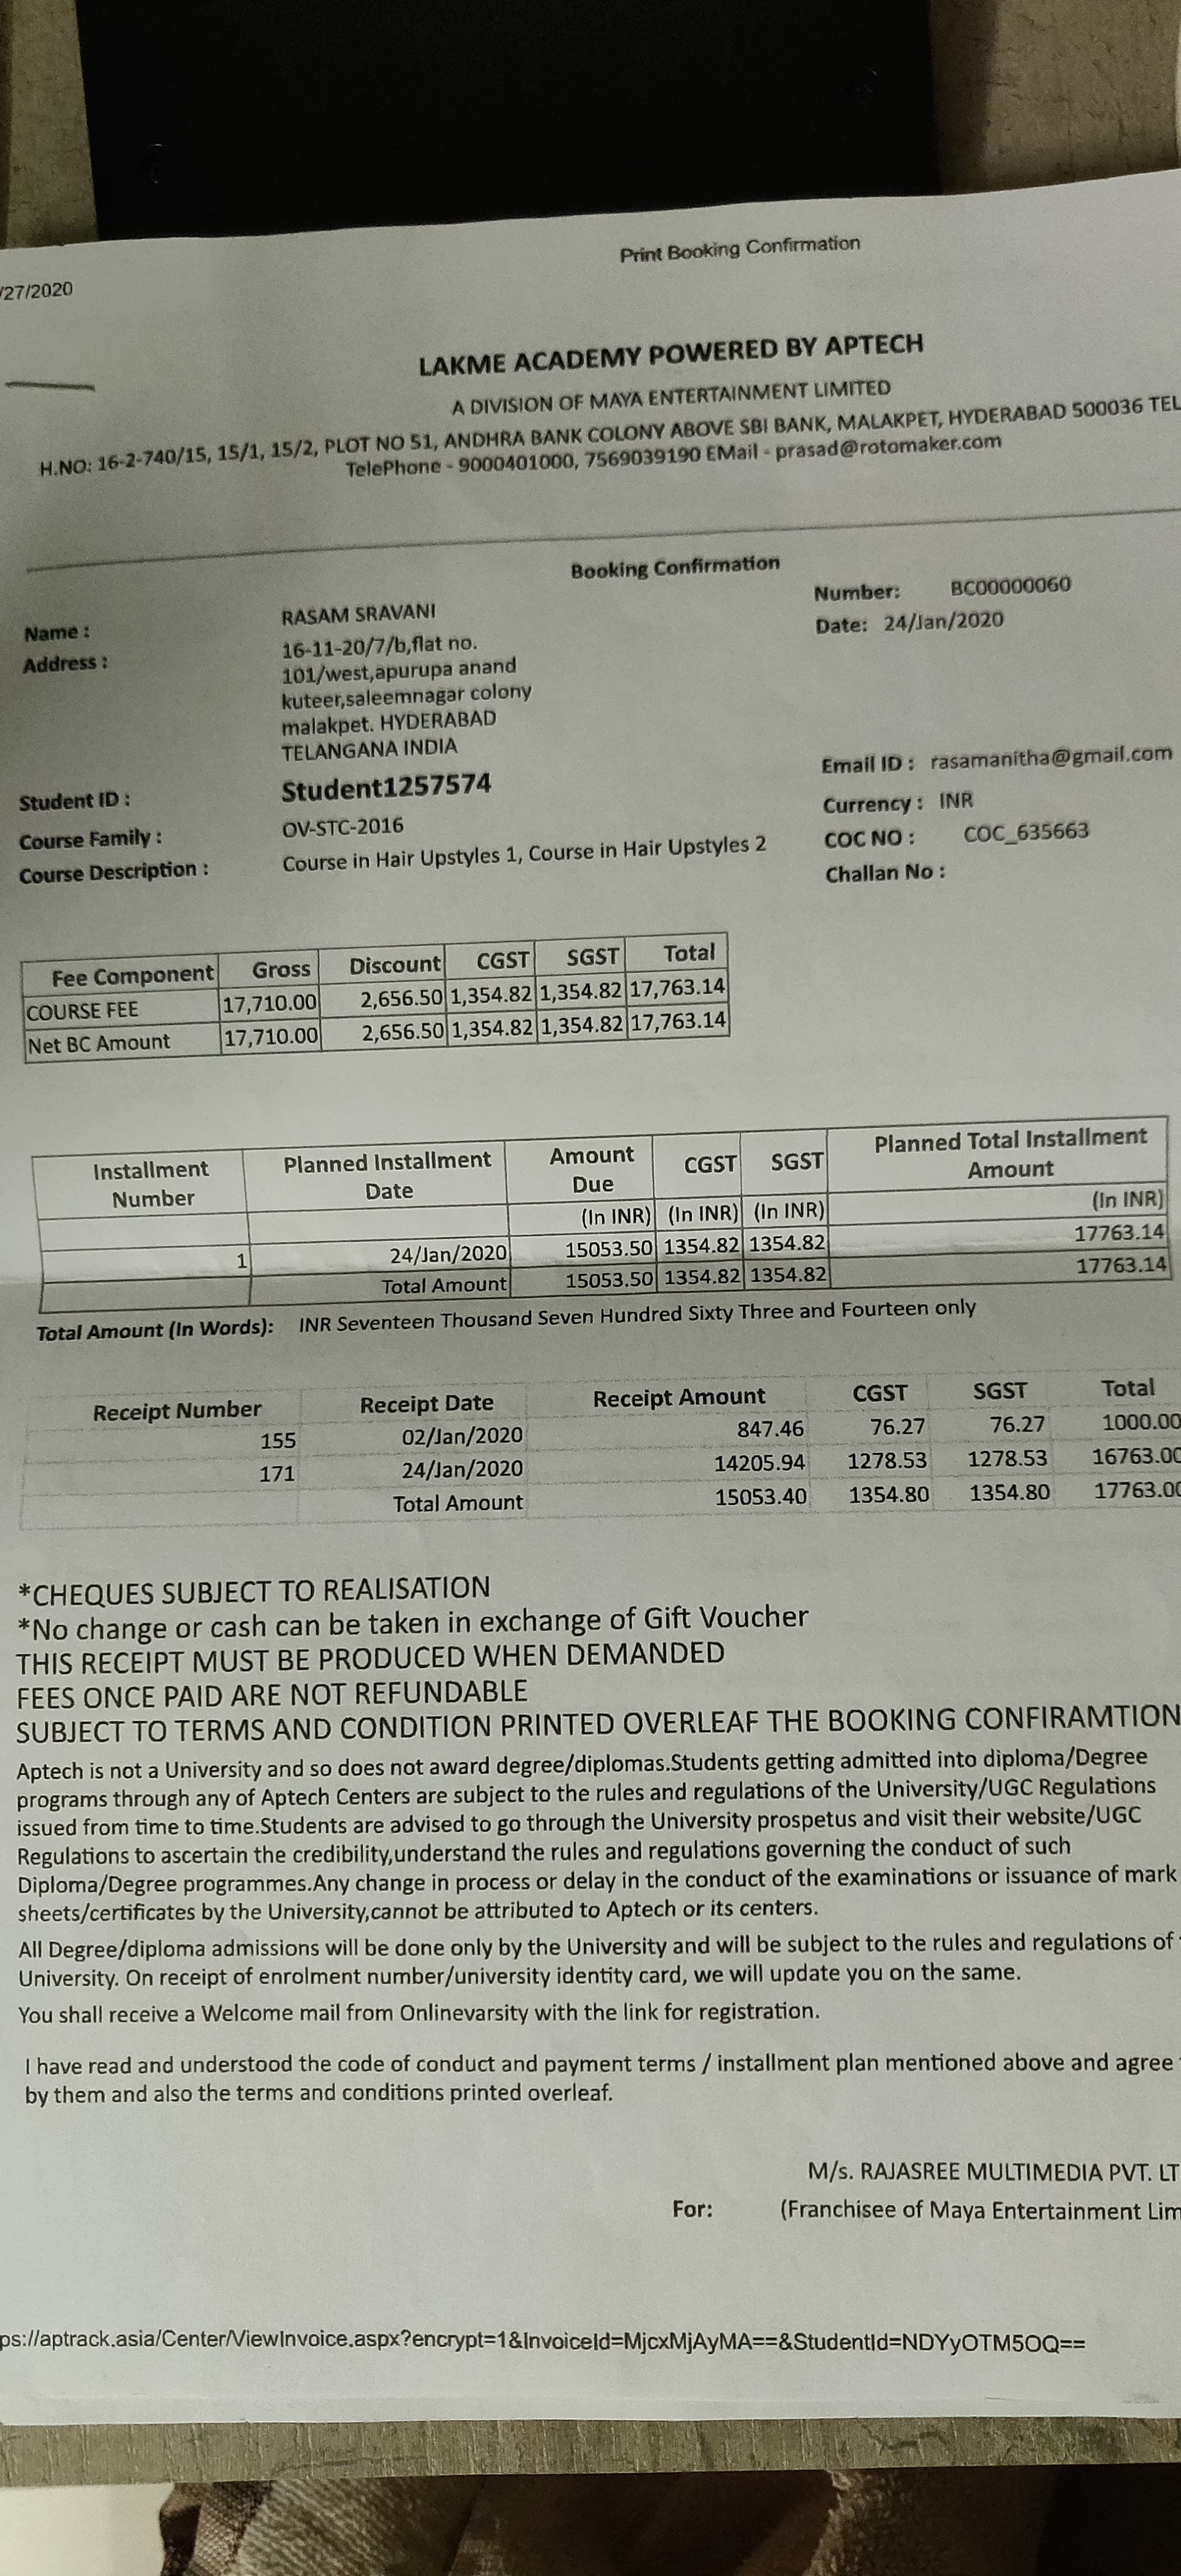 Print Booking Confirmation
/27/2020
LAKME ACADEMY POWERED BY APTECH
A DIVISION OF MAYA ENTERTAINMENT LIMITED
H.NO: 16-2-740/15, 15/1, 15/2, PLOT NO 51, ANDHRA BANK COLONY ABOVE SBI BANK, MALAKPET, HYDERABAD 500036 TEL
TelePhone - 9000401000, 7569039190 EMail - prasad@rotomaker.com
Booking Confirmation
Name : RASAM SRAVANI Number: BC00000060
Address : 16-11-20/7/b,flat no. Date: 24/Jan/2020
101/west,apurupa anand
kuteer,saleemnagar colony
malakpet. HYDERABAD
TELANGANA INDIA
Student ID : Student1257574 Email ID : rasamanitha@gmail.com
Course Family : OV-STC-2016 Currency : INR
Course Description : Course in Hair Upstyles 1, Course in Hair Upstyles 2 COC NO : COC_635663
Challan No :
Fee Component Gross Discount CGST SGST Total
COURSE FEE 17,710.00 2,656.50 1,354.82 1,354.82 17,763.14
Net BC Amount 17,710.00 2,656.50 1,354.82 1,354.82 17,763.14
Installment Planned Installment Amount CGST SGST Planned Total Installment
Number Date Due Amount
(In INR) (In INR) (In INR) (In INR)
1 24/Jan/2020 15053.50 1354.82 1354.82 17763.14
Total Amount 15053.50 1354.82 1354.82 17763.14
Total Amount (In Words): INR Seventeen Thousand Seven Hundred Sixty Three and Fourteen only
Receipt Number Receipt Date Receipt Amount CGST SGST Total
155 02/Jan/2020 847.46 76.27 76.27 1000.00
171 24/Jan/2020 14205.94 1278.53 1278.53 16763.00
Total Amount 15053.40 1354.80 1354.80 17763.00
*CHEQUES SUBJECT TO REALISATION
*No change or cash can be taken in exchange of Gift Voucher
THIS RECEIPT MUST BE PRODUCED WHEN DEMANDED
FEES ONCE PAID ARE NOT REFUNDABLE
SUBJECT TO TERMS AND CONDITION PRINTED OVERLEAF THE BOOKING CONFIRAMTION
Aptech is not a University and so does not award degree/diplomas.Students getting admitted into diploma/Degree
programs through any of Aptech Centers are subject to the rules and regulations of the University/UGC Regulations
issued from time to time.Students are advised to go through the University prospetus and visit their website/UGC
Regulations to ascertain the credibility,understand the rules and regulations governing the conduct of such
Diploma/Degree programmes.Any change in process or delay in the conduct of the examinations or issuance of mark
sheets/certificates by the University,cannot be attributed to Aptech or its centers.
All Degree/diploma admissions will be done only by the University and will be subject to the rules and regulations of
University. On receipt of enrolment number/university identity card, we will update you on the same.
You shall receive a Welcome mail from Onlinevarsity with the link for registration.
I have read and understood the code of conduct and payment terms / installment plan mentioned above and agree
by them and also the terms and conditions printed overleaf.
M/s. RAJASREE MULTIMEDIA PVT. LT
For: (Franchisee of Maya Entertainment Lim
ps://aptrack.asia/Center/ViewInvoice.aspx?encrypt=1&InvoiceId=MjcxMjAyMA==&StudentId=NDYyOTM5OQ==